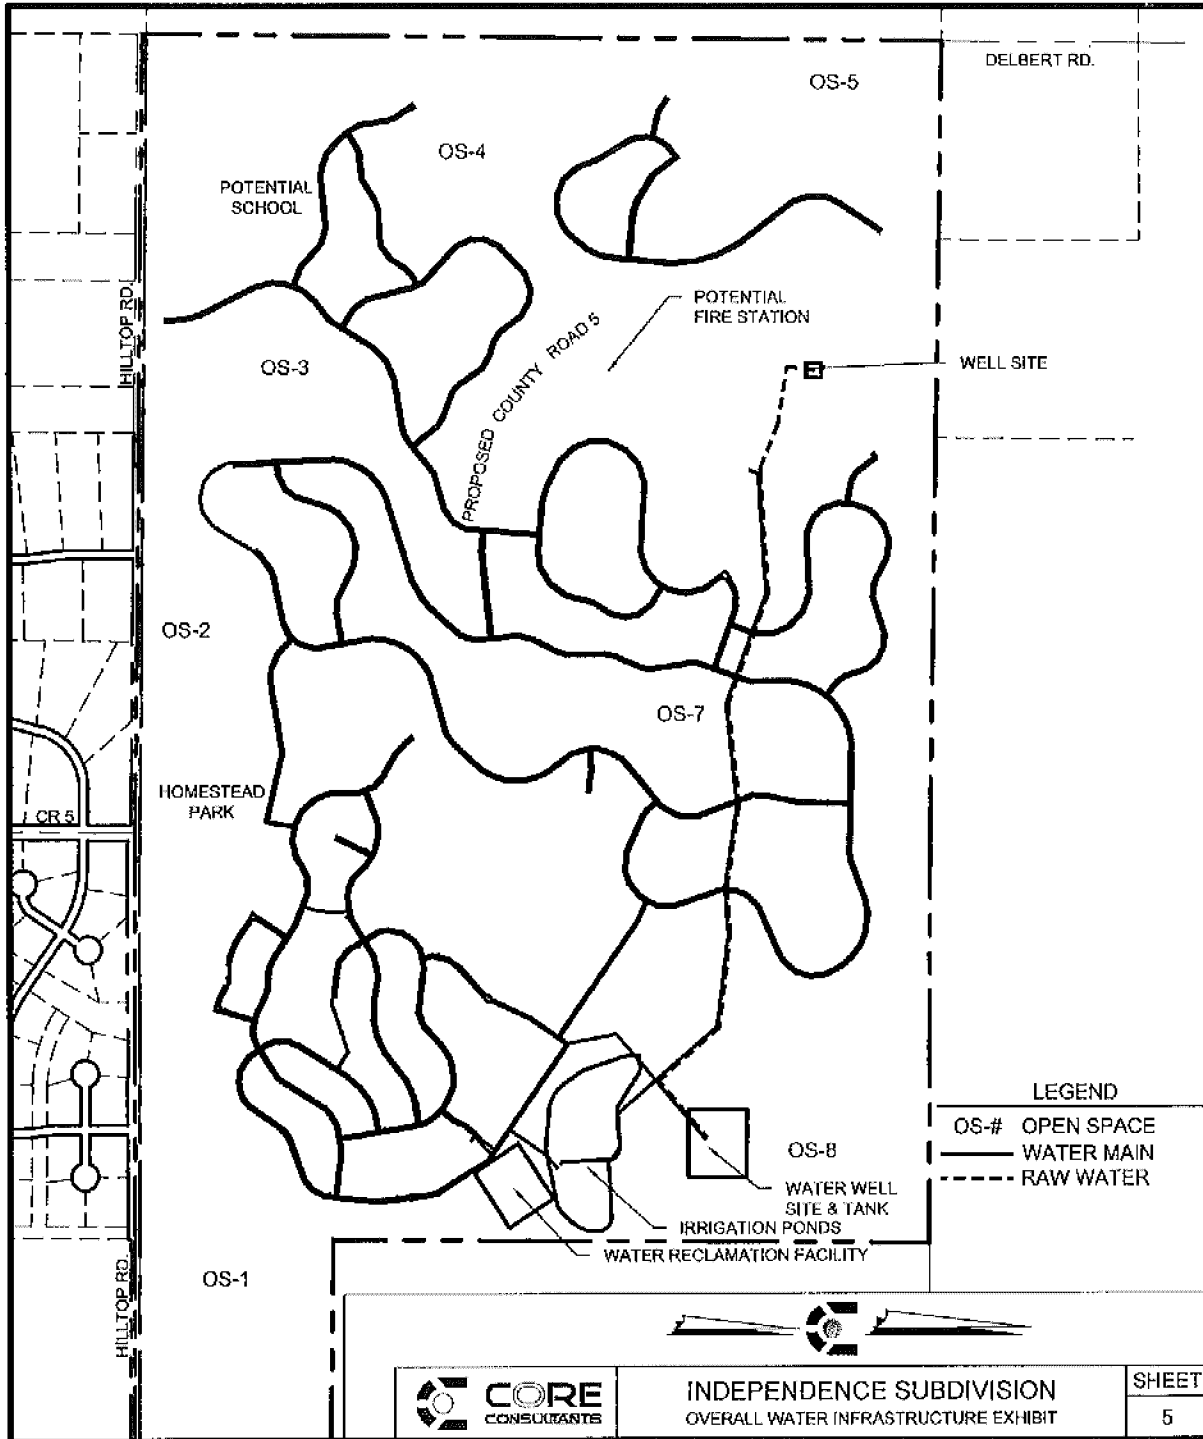 DELBERT RD.
OS-5
OS-4
POTENTIAL
SCHOOL
HILLTOP RD.
POTENTIAL
FIRE STATION
PROPOSED COUNTY ROAD 5
OS-3
WELL SITE
OS-2
OS-7
HOMESTEAD
PARK
CR 5
LEGEND
OS-# OPEN SPACE
WATER MAIN
RAW WATER
OS-8
WATER WELL
SITE & TANK
IRRIGATION PONDS
WATER RECLAMATION FACILITY
OS-1
HILLTOP RD.
CORE
CONSULTANTS
INDEPENDENCE SUBDIVISION
OVERALL WATER INFRASTRUCTURE EXHIBIT
SHEET
5